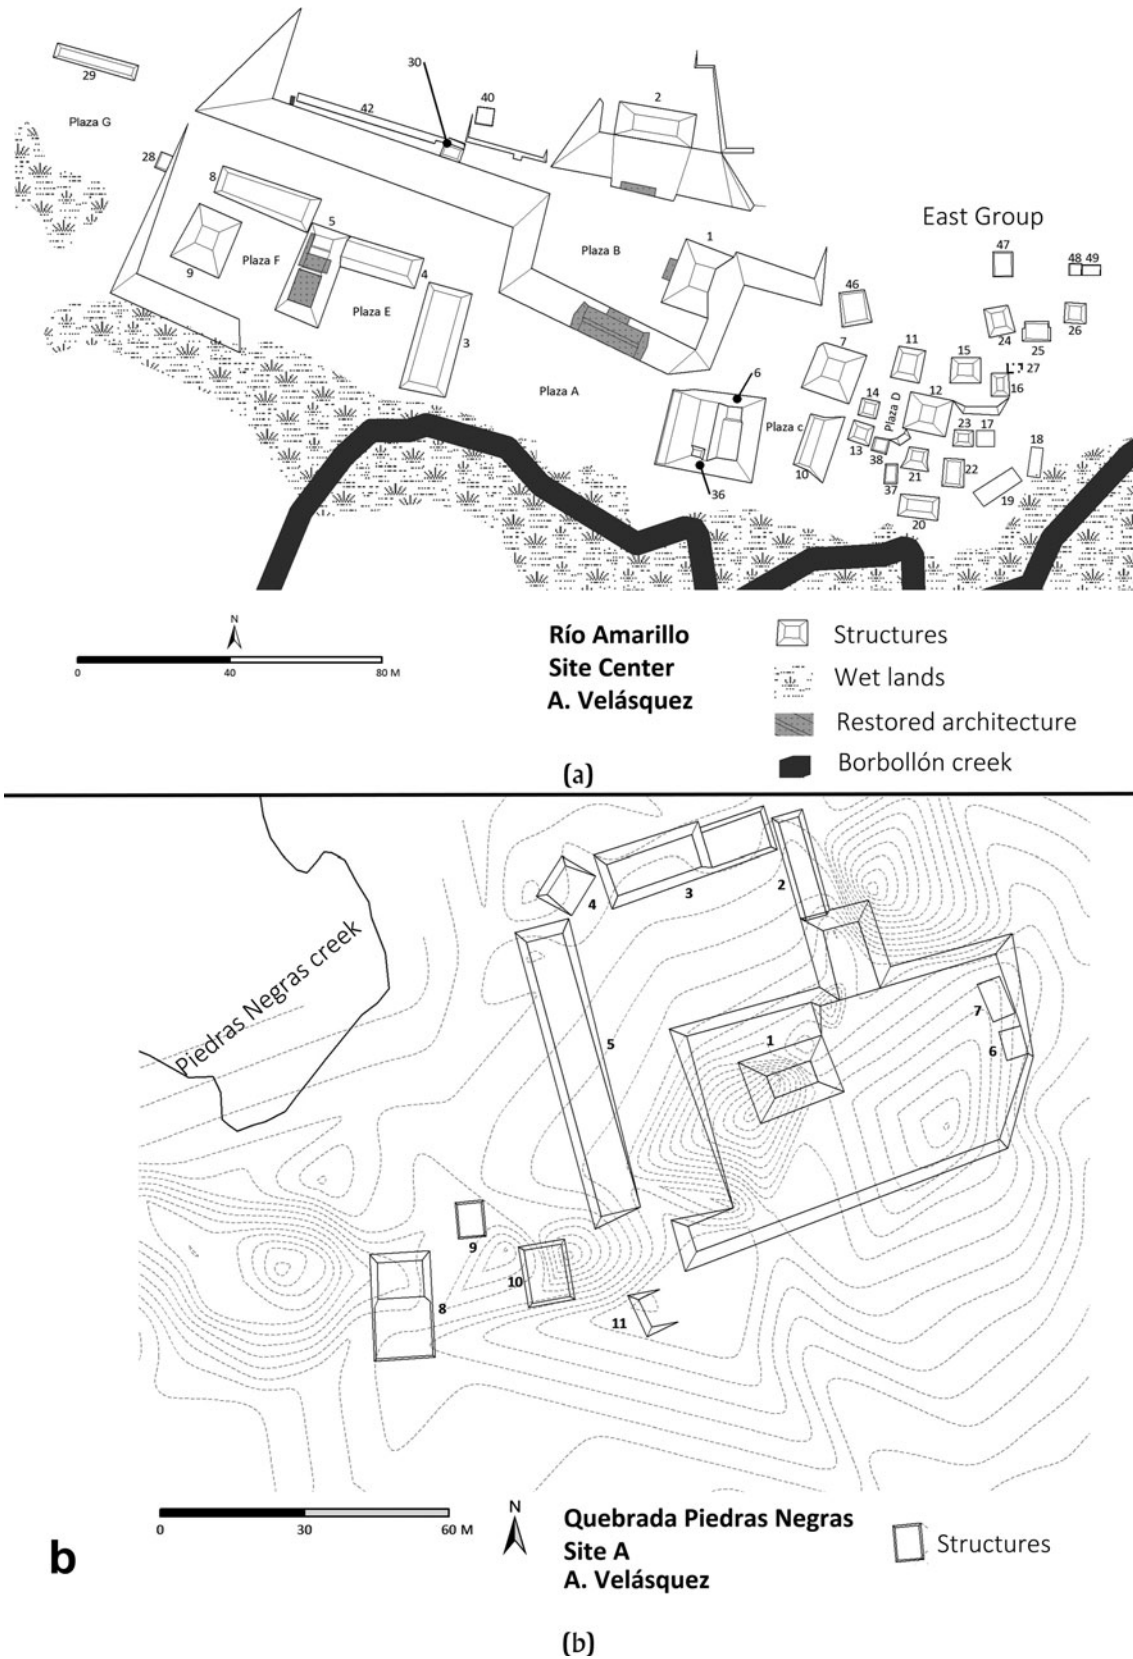 30
40
2
29
42
Plaza G
28
8
5
1
Plaza B
East Group
47
48 49
9
Plaza F
4
46
26
Plaza E
24
25
3
7
11
15
27
16
6
Plaza A
14
12
Plaza D
Plaza c
23 17
18
13
38
21
22
10
37
19
36
20
N
0 40 80 M
Río Amarillo
Site Center
A. Velásquez
Structures
Wet lands
Restored architecture
Borbollón creek
(a)
2
3
4
Piedras Negras creek
7
5
1
6
9
10
8
11
0 30 60 M
N
Quebrada Piedras Negras
Site A
A. Velásquez
Structures
b
(b)